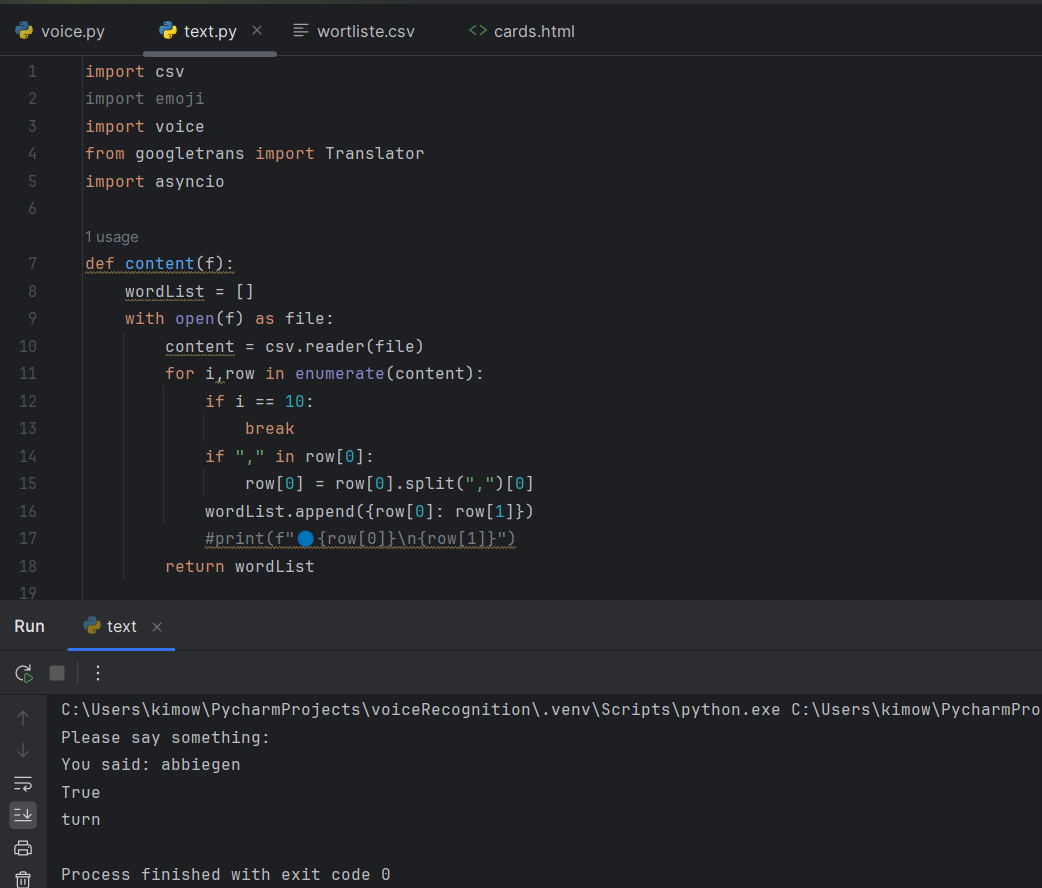 voice.py text.py wortliste.csv <> cards.html
1 import csv
2 import emoji
3 import voice
4 from googletrans import Translator
5 import asyncio
6
1 usage
7 def content(f):
8     wordList = []
9     with open(f) as file:
10         content = csv.reader(file)
11         for i,row in enumerate(content):
12             if i == 10:
13                 break
14             if "," in row[0]:
15                 row[0] = row[0].split(",")[0]
16             wordList.append({row[0]: row[1]})
17             #print(f"🔵{row[0]}\n{row[1]}")
18         return wordList
19
Run text
C:\Users\kimow\PycharmProjects\voiceRecognition\.venv\Scripts\python.exe C:\Users\kimow\PycharmPro
Please say something:
You said: abbiegen
True
turn
Process finished with exit code 0